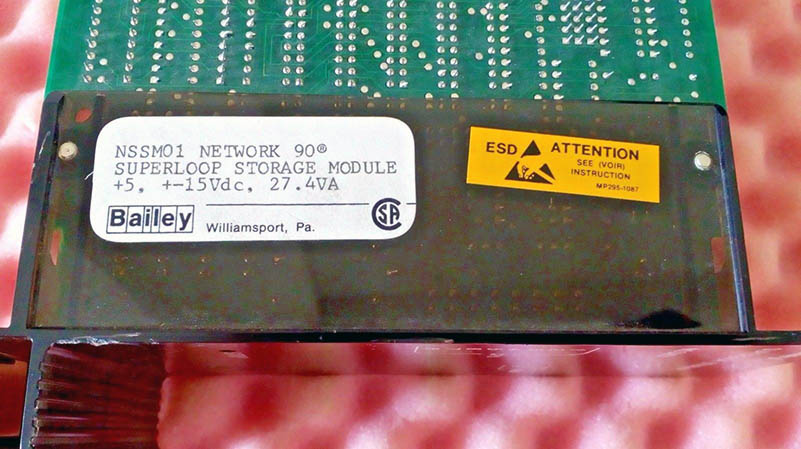 NSSM01 NETWORK 90®
SUPERLOOP STORAGE MODULE
+5, +-15Vdc, 27.4VA
Bailey
Williamsport, Pa.
CSA
ESD ATTENTION
SEE (VOIR)
INSTRUCTION
MP295-1087